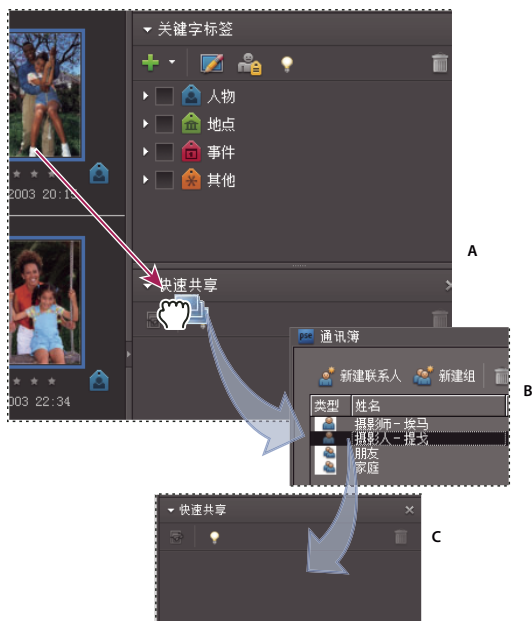 关键字标签
人物
地点
事件
其他
2003 20:15
A
快速共享
pse 通讯簿
新建联系人 新建组
B
类型 姓名
摄影师-埃马
摄影人-提戈
朋友
家庭
03 22:34
快速共享
C